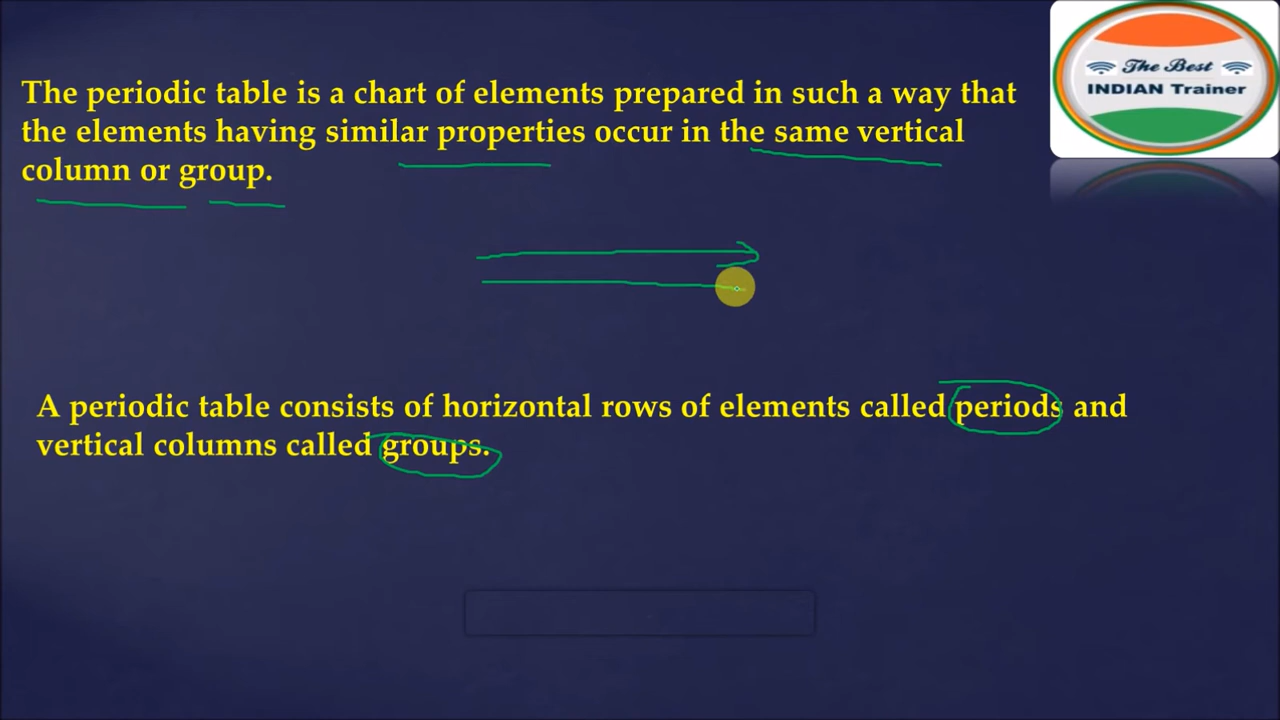 The periodic table is a chart of elements prepared in such a way that
the elements having similar properties occur in the same vertical
column or group.
The Best
INDIAN Trainer
A periodic table consists of horizontal rows of elements called periods and
vertical columns called groups.